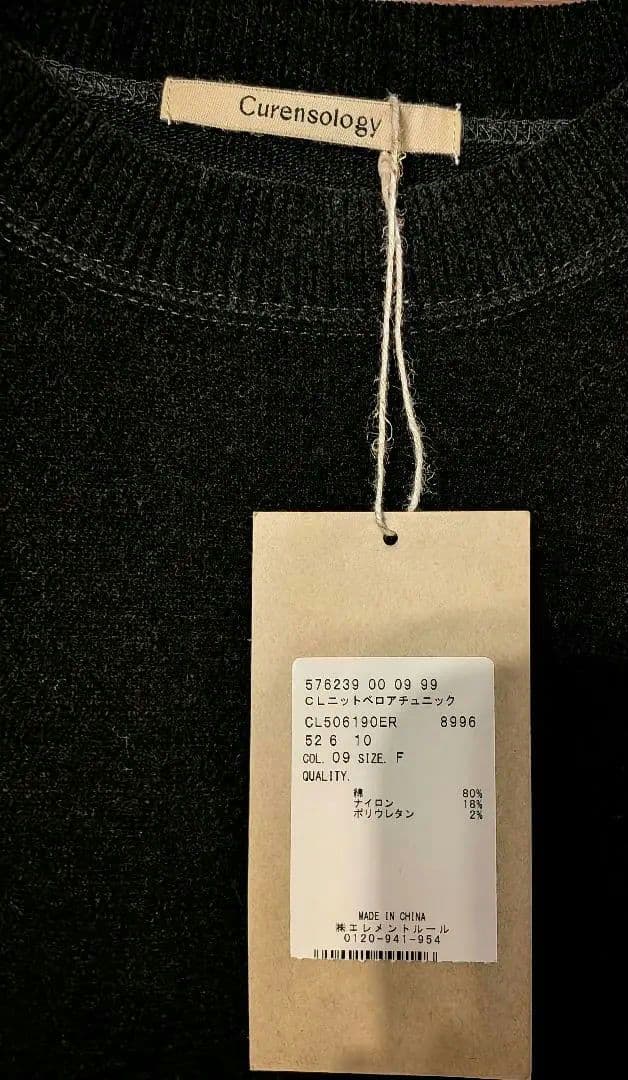 Curensology
576239 00 09 99
CLニットベロアチュニック
CL506190ER 8996
52 6 10
COL. 09 SIZE. F
QUALITY.
綿 80%
ナイロン 18%
ポリウレタン 2%
MADE IN CHINA
㈱エレメントルール
0120-941-954